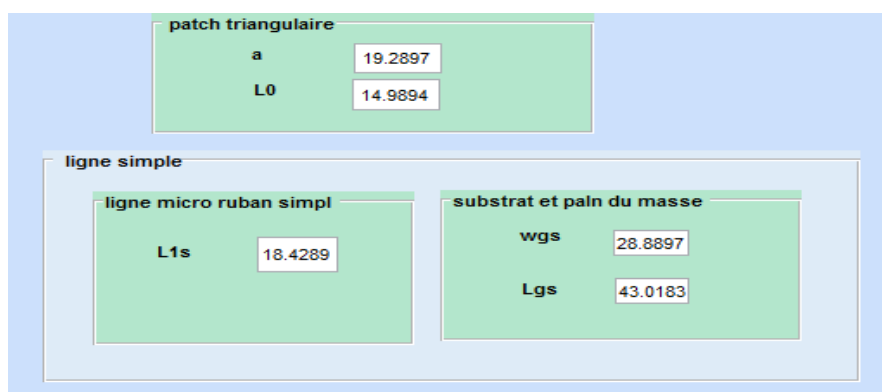 patch triangulaire
a 19.2897
L0 14.9894
ligne simple
ligne micro ruban simpl
L1s 18.4289
substrat et paln du masse
wgs 28.8897
Lgs 43.0183